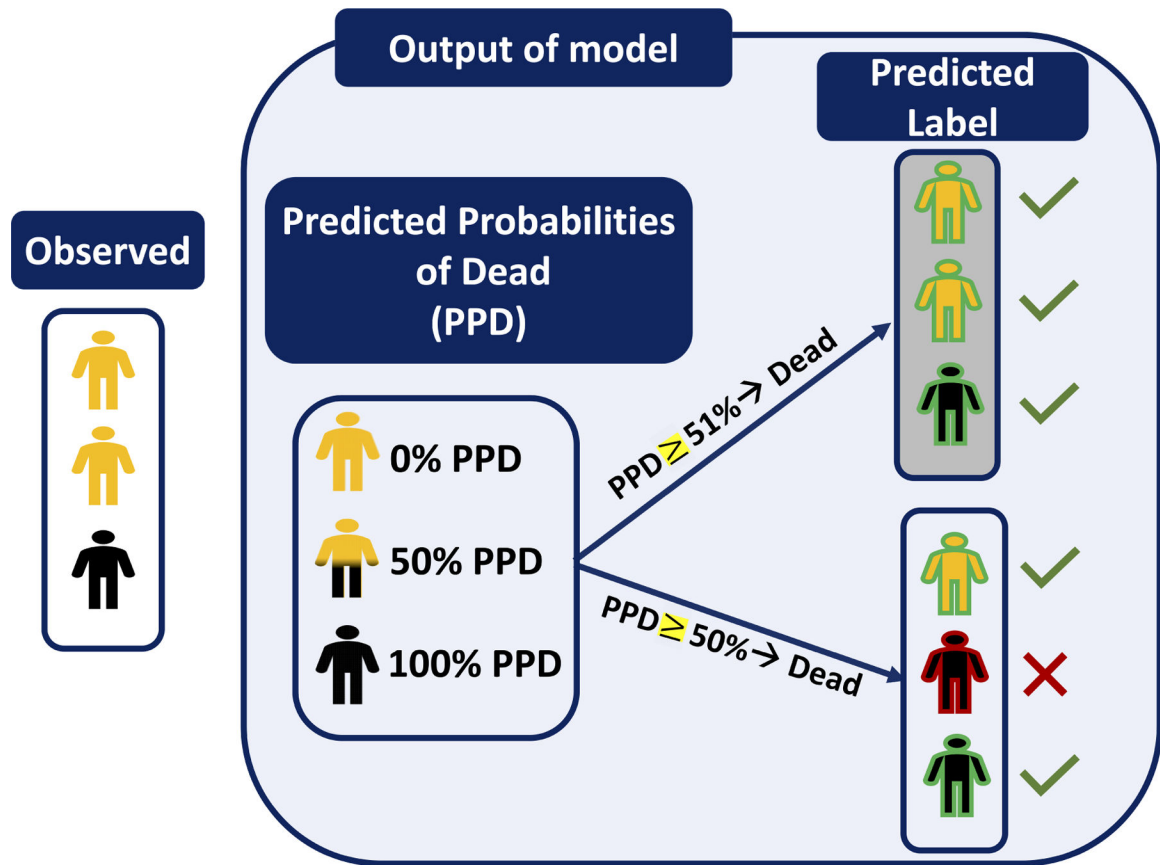 Output of model
Predicted
Label
Observed
Predicted Probabilities
of Dead
(PPD)
0% PPD
50% PPD
100% PPD
PPD≥51%→ Dead
PPD≥50%→ Dead